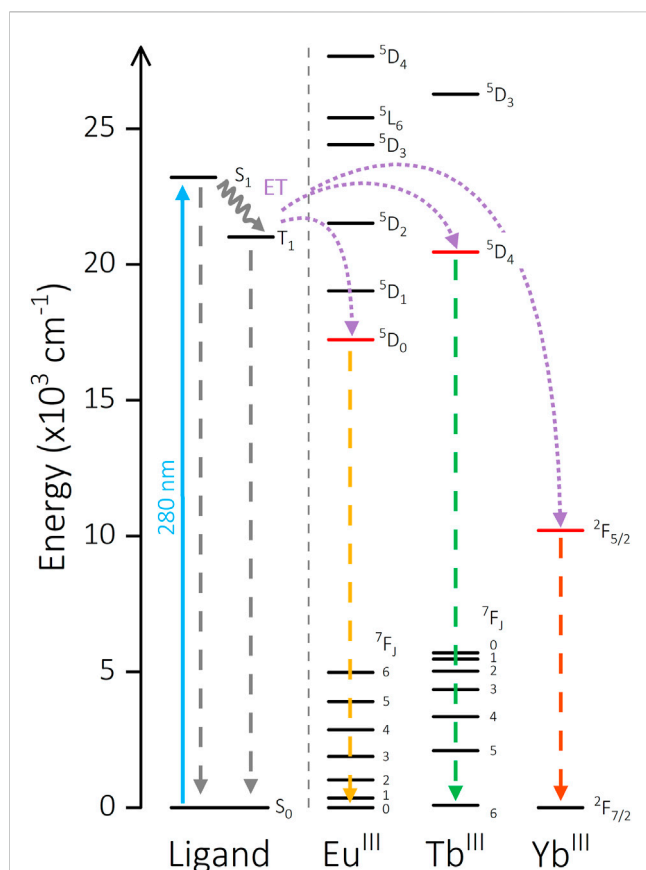 Energy (x10³ cm⁻¹)
25
20
15
10
5
0
280 nm
S₁
ET
T₁
S₀
⁵D₄
⁵L₆
⁵D₃
⁵D₂
⁵D₁
⁵D₀
⁷F_J
6
5
4
3
2
1
0
⁵D₃
⁵D₄
⁷F_J
0
1
2
3
4
5
6
²F₅/₂
²F₇/₂
Ligand
Eu^III
Tb^III
Yb^III